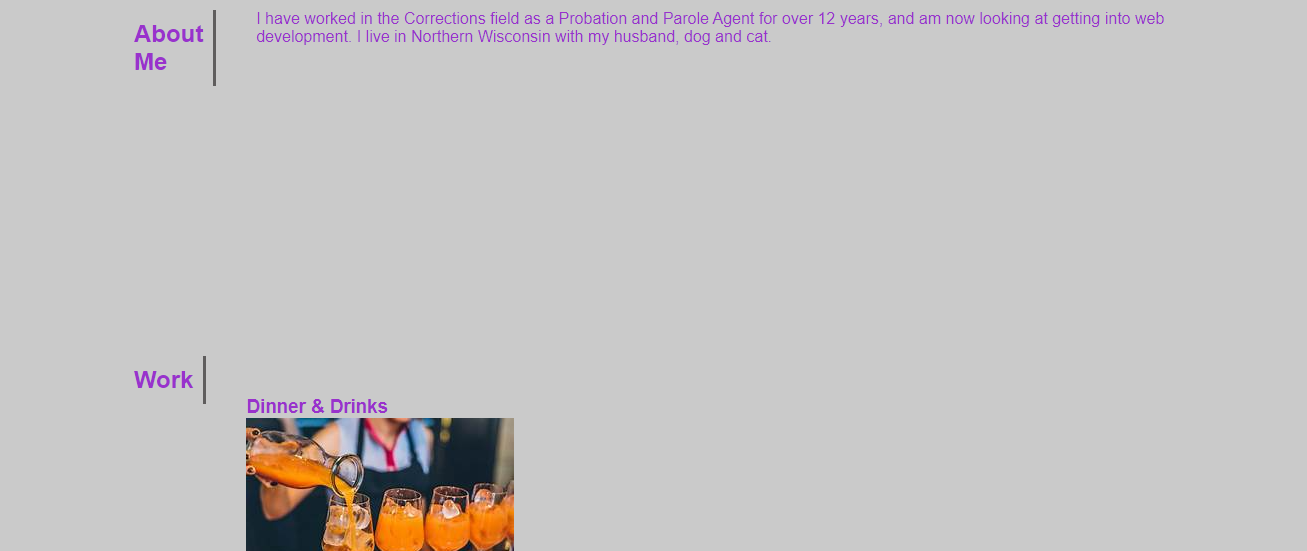 About
Me
I have worked in the Corrections field as a Probation and Parole Agent for over 12 years, and am now looking at getting into web
development. I live in Northern Wisconsin with my husband, dog and cat.
Work
Dinner & Drinks